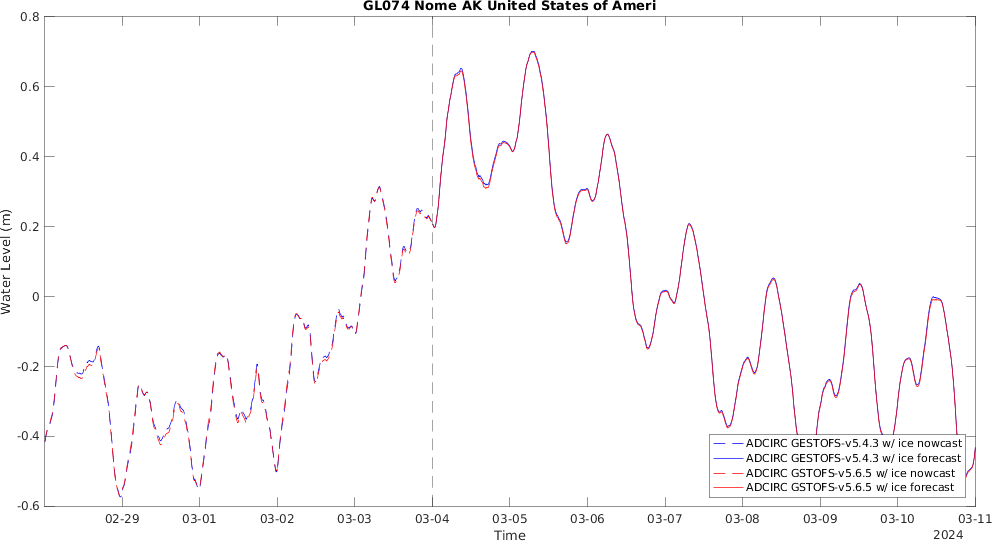 GL074 Nome AK United States of Ameri
Water Level (m)
0.8
0.6
0.4
0.2
0
-0.2
-0.4
-0.6
ADCIRC GESTOFS-v5.4.3 w/ ice nowcast
ADCIRC GESTOFS-v5.4.3 w/ ice forecast
ADCIRC GSTOFS-v5.6.5 w/ ice nowcast
ADCIRC GSTOFS-v5.6.5 w/ ice forecast
02-29 03-01 03-02 03-03 03-04 03-05 03-06 03-07 03-08 03-09 03-10 03-11
Time
2024